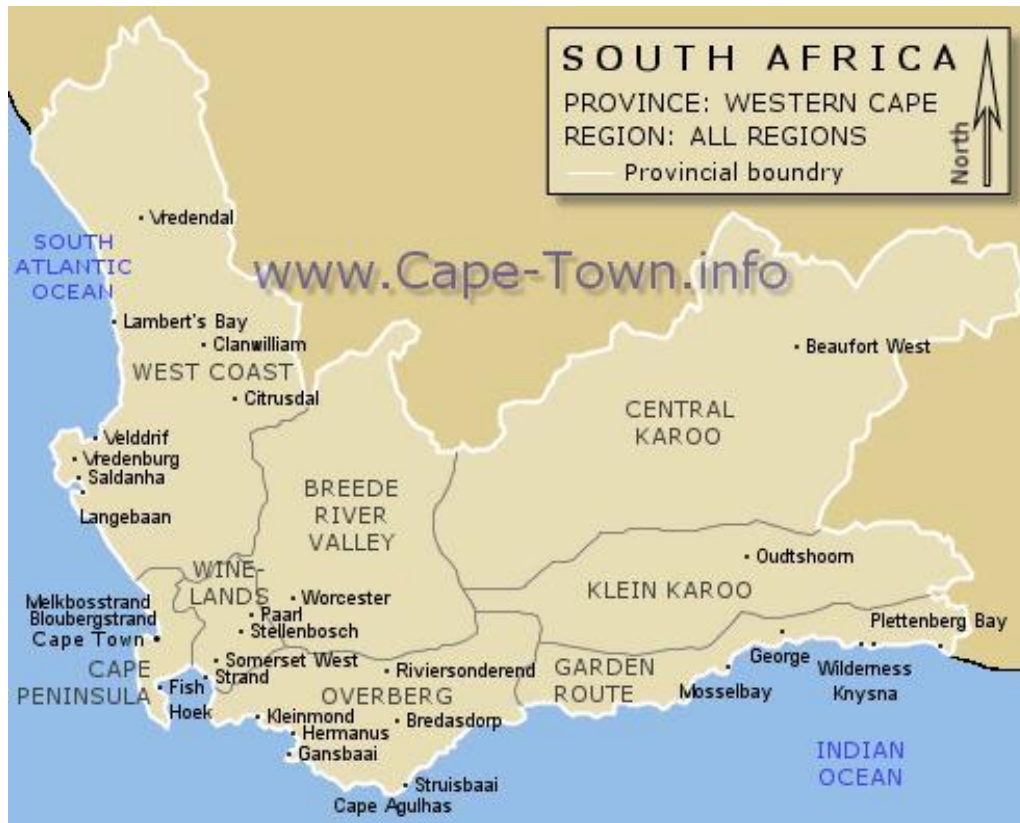 SOUTH AFRICA
PROVINCE: WESTERN CAPE
REGION: ALL REGIONS
Provincial boundry
North
Vredendal
SOUTH
ATLANTIC
OCEAN
www.Cape-Town.info
Lambert's Bay
Clanwilliam
WEST COAST
Citrusdal
Beaufort West
CENTRAL
KAROO
Velddrif
Vredenburg
Saldanha
Langebaan
BREEDE
RIVER
VALLEY
Oudtshoorn
KLEIN KAROO
WINE-
LANDS
Worcester
Paarl
Stellenbosch
Melkbosstrand
Bloubergstrand
Cape Town
CAPE
PENINSULA
Somerset West
Strand
Fish
Hoek
Riviersonderend
OVERBERG
GARDEN
ROUTE
Plettenberg Bay
George
Wilderness
Knysna
Mosselbay
Kleinmond
Hermanus
Gansbaai
Bredasdorp
Struisbaai
Cape Agulhas
INDIAN
OCEAN